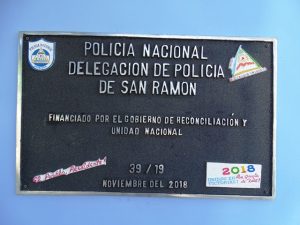 POLICIA NACIONAL
DELEGACION DE POLICIA
DE SAN RAMON
FINANCIADO POR EL GOBIERNO DE RECONCILIACIÓN Y
UNIDAD NACIONAL
39 / 19
NOVIEMBRE DEL 2018
2018